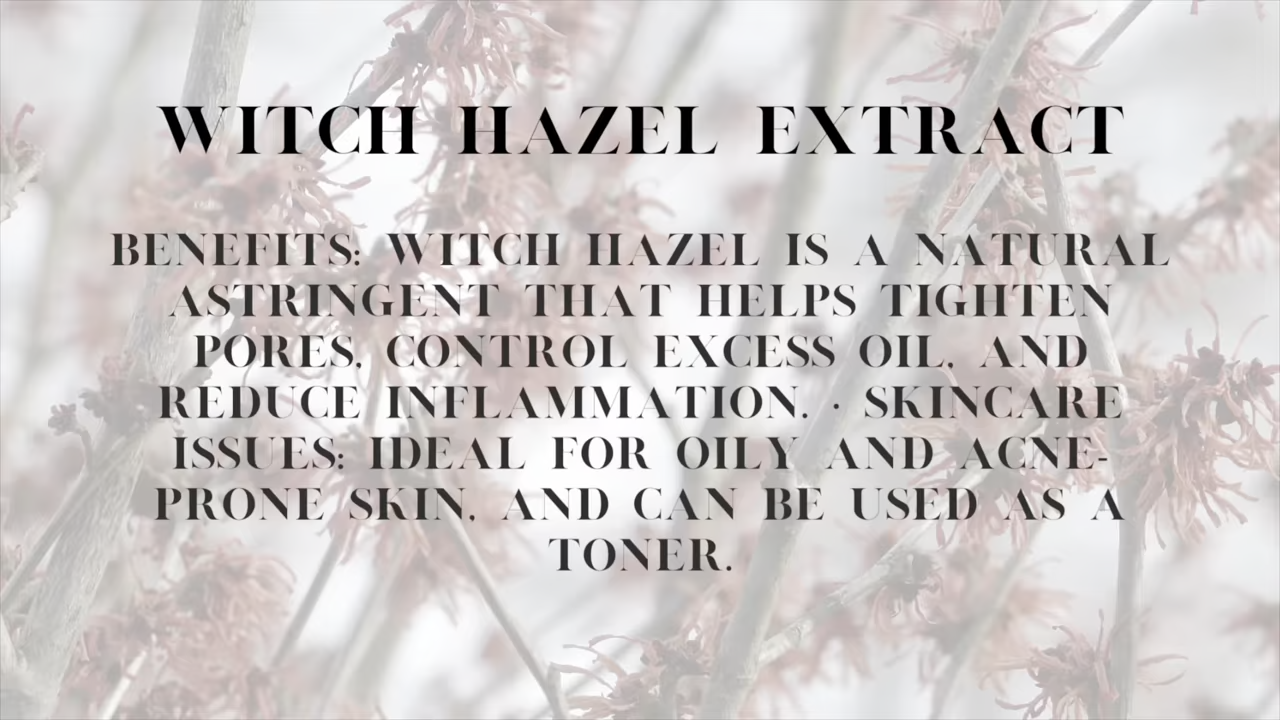 WITCH HAZEL EXTRACT
BENEFITS: WITCH HAZEL IS A NATURAL
ASTRINGENT THAT HELPS TIGHTEN
PORES, CONTROL EXCESS OIL, AND
REDUCE INFLAMMATION. · SKINCARE
ISSUES: IDEAL FOR OILY AND ACNE-
PRONE SKIN, AND CAN BE USED AS A
TONER.